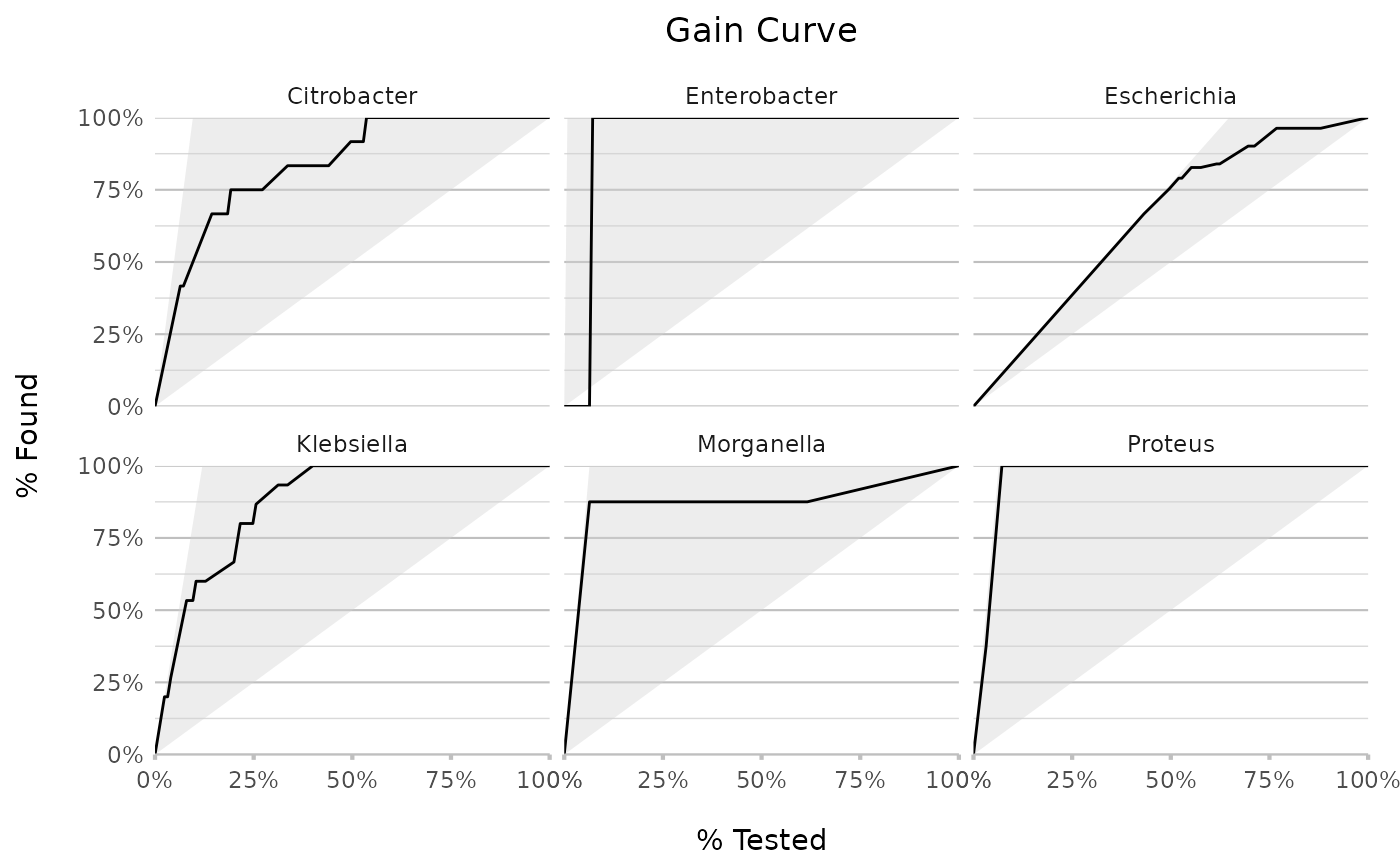 Gain Curve
Citrobacter Enterobacter Escherichia
100%
75%
50%
25%
0%
Klebsiella Morganella Proteus
100%
75%
50%
25%
0%
0% 25% 50% 75% 100% 0% 25% 50% 75% 100% 0% 25% 50% 75% 100%
% Tested
% Found